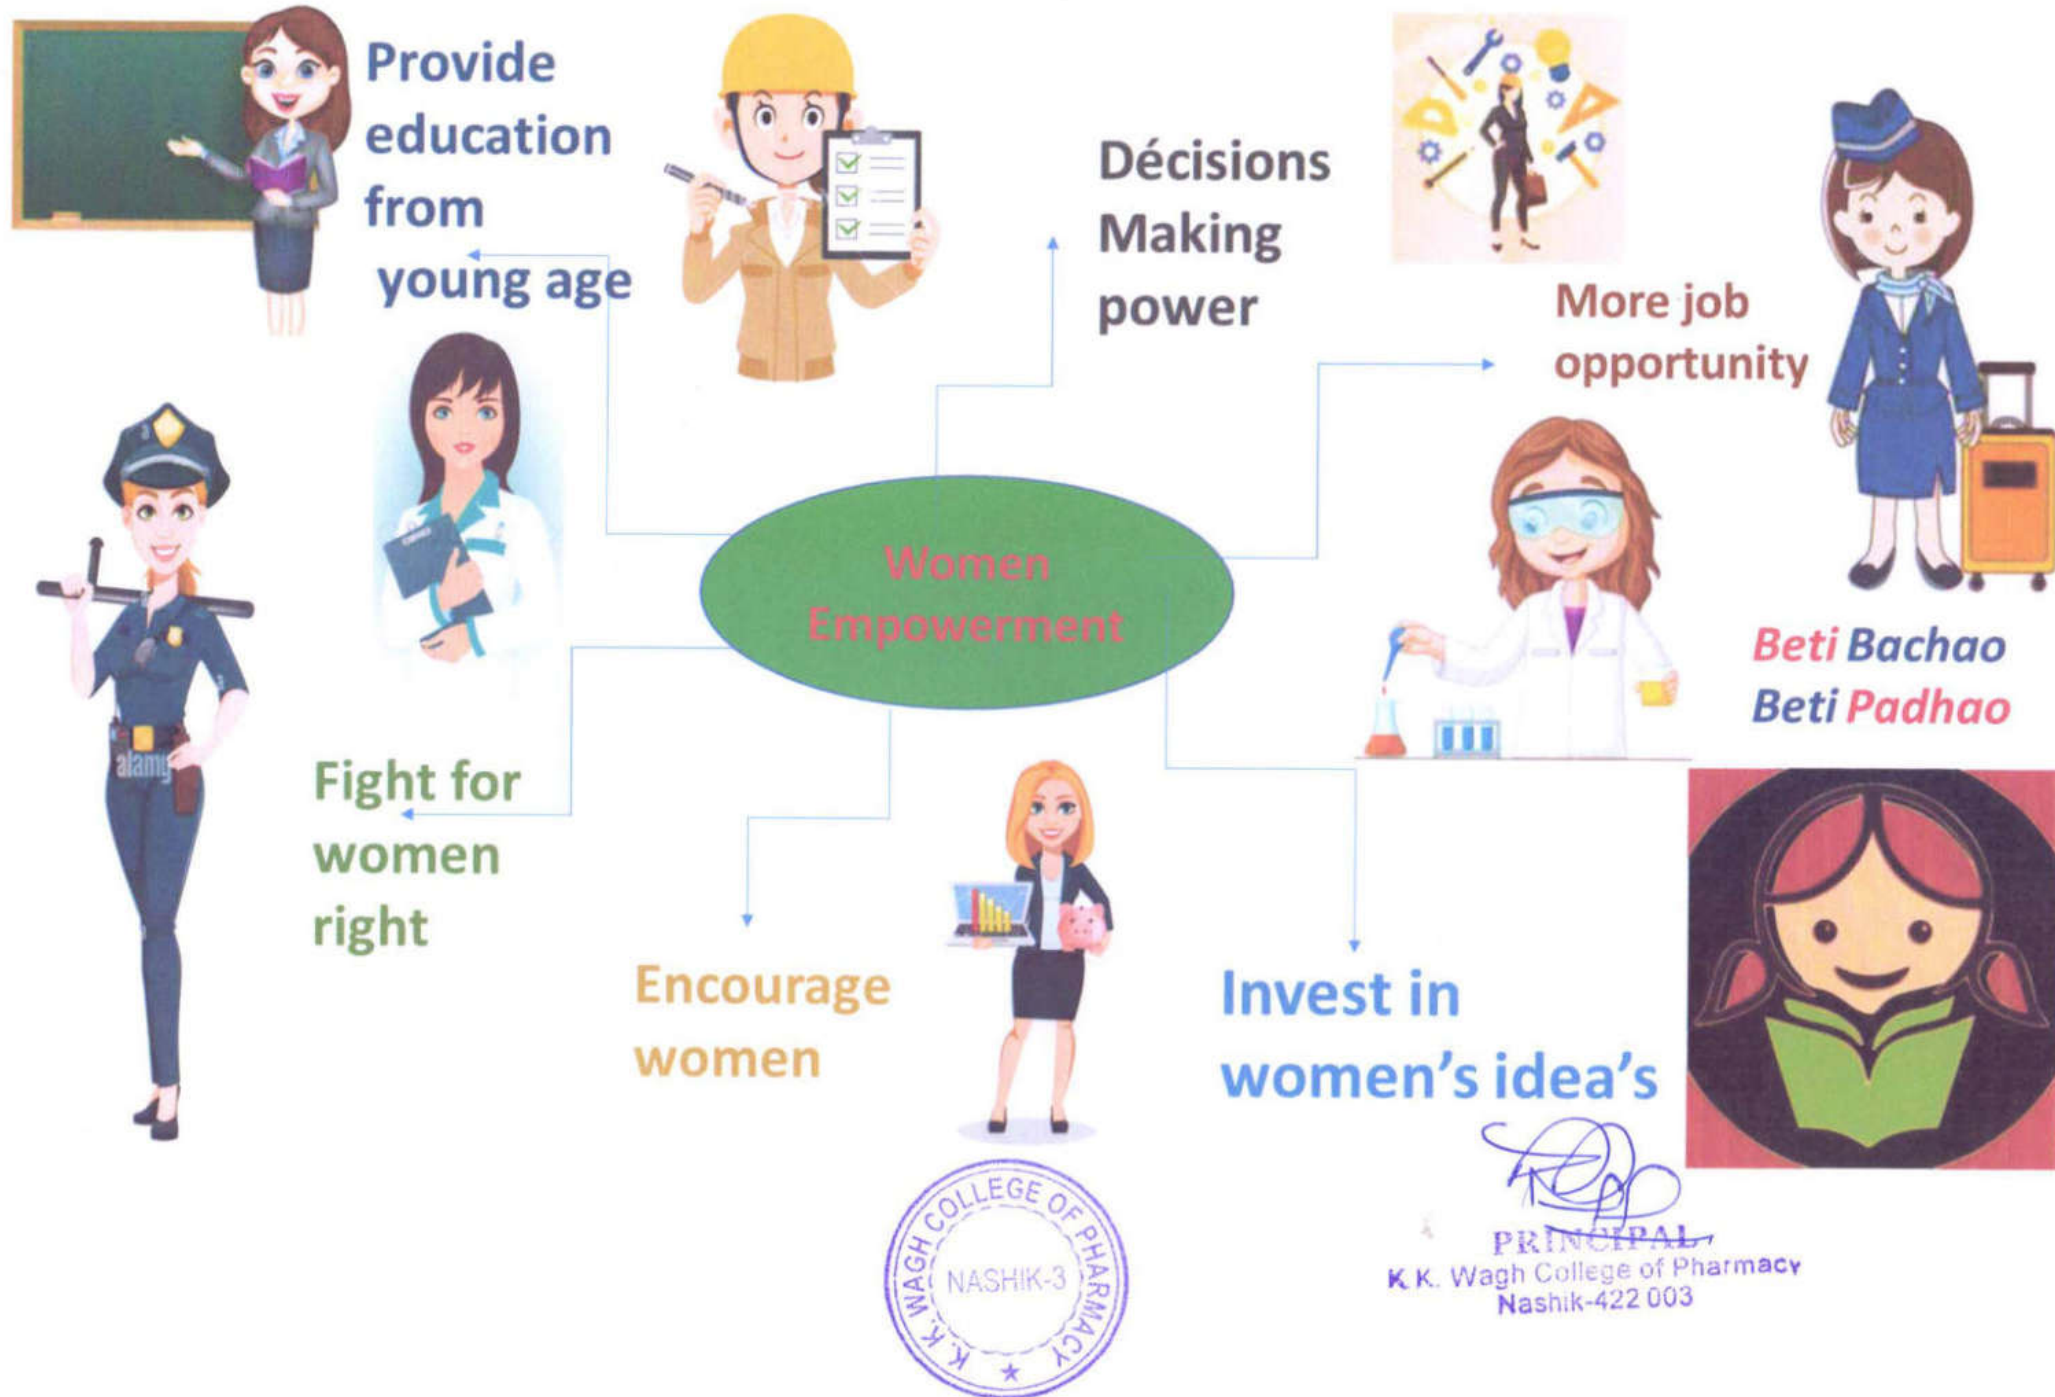 Provide
education
from
young age
Décisions
Making
power
More job
opportunity
Women
Empowerment
Beti Bachao
Beti Padhao
Fight for
women
right
alamy
Encourage
women
Invest in
women's idea's
K. K. WAGH COLLEGE OF PHARMACY
NASHIK-3
PRINCIPAL
K.K. Wagh College of Pharmacy
Nashik-422 003